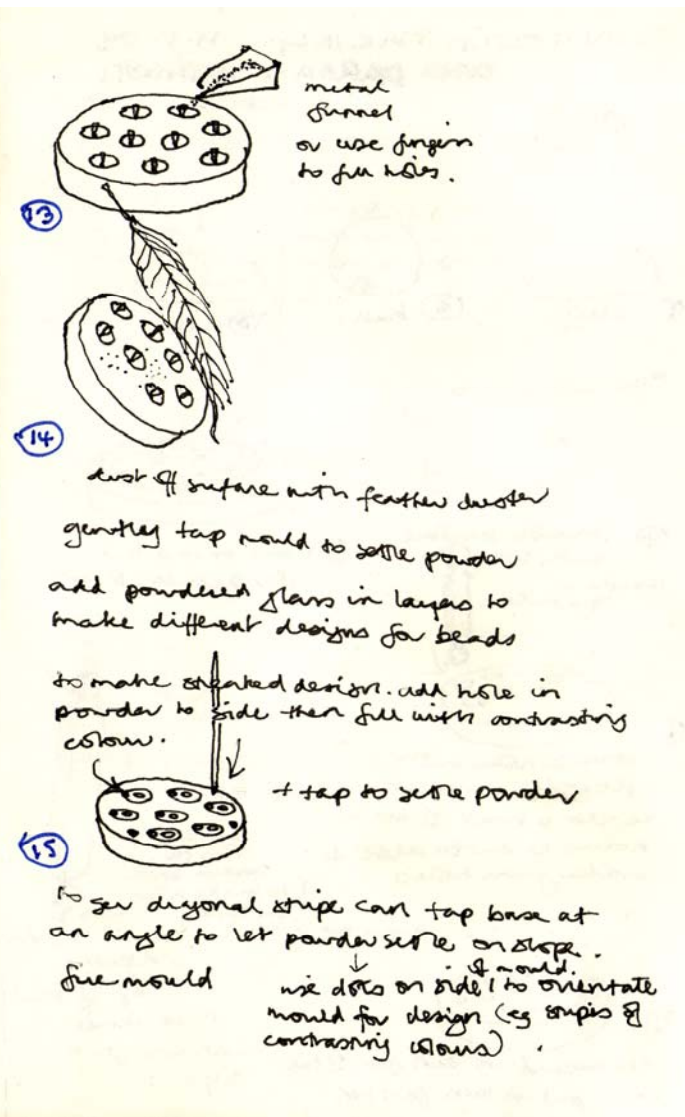 metal
funnel
or use fingers
to fill holes.
13
14
dust off surface with feather duster
gently tap mould to settle powder
add powdered glass in layers to
make different designs for beads
to make streaked design. add hole in
powder to side then fill with contrasting
colour.
+ tap to settle powder
15
to get diagonal stripe can tap base at
an angle to let powder settle on slope.
fire mould
use dots on side of mould. to orientate
mould for design (eg stripes of
contrasting colours).